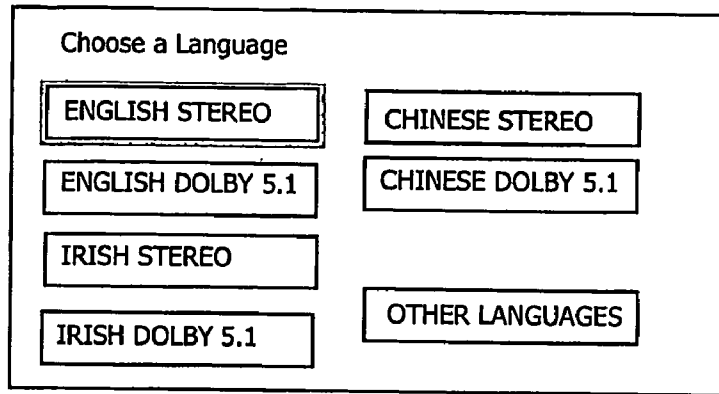 Choose a Language
ENGLISH STEREO
ENGLISH DOLBY 5.1
IRISH STEREO
IRISH DOLBY 5.1
CHINESE STEREO
CHINESE DOLBY 5.1
OTHER LANGUAGES